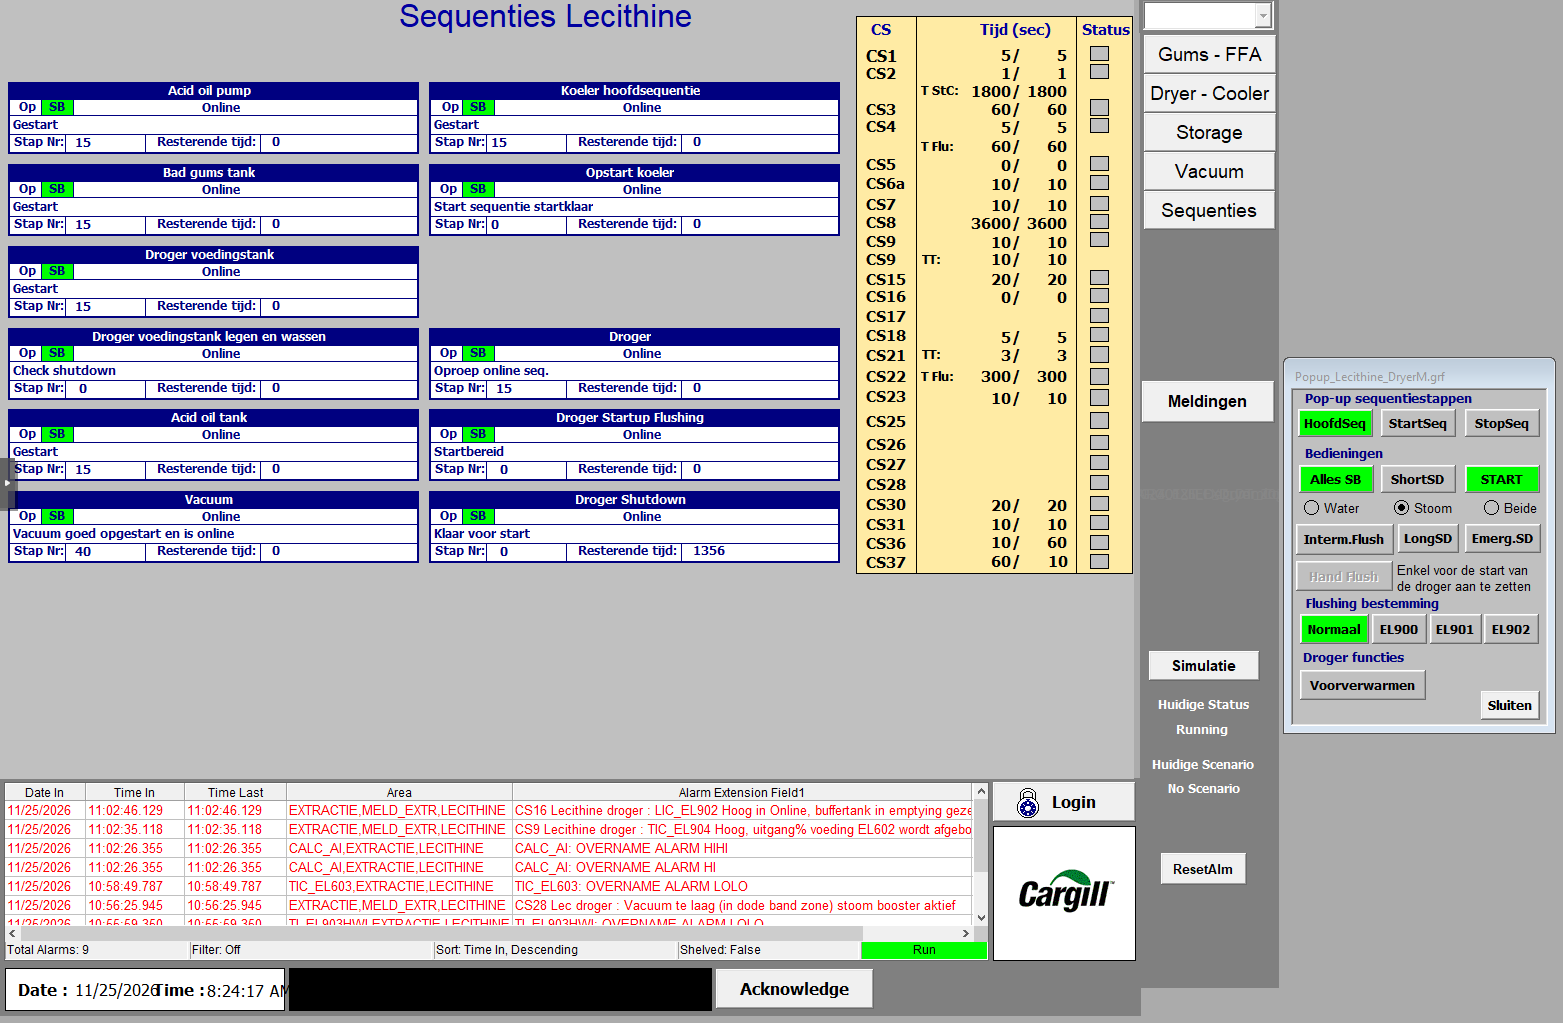 Sequenties Lecithine
Acid oil pump
Op SB Online
Gestart
Stap Nr: 15 Resterende tijd: 0
Koeler hoofdsequentie
Op SB Online
Gestart
Stap Nr: 15 Resterende tijd: 0
Bad gums tank
Op SB Online
Gestart
Stap Nr: 15 Resterende tijd: 0
Opstart koeler
Op SB Online
Start sequentie startklaar
Stap Nr: 0 Resterende tijd: 0
Droger voedingstank
Op SB Online
Gestart
Stap Nr: 15 Resterende tijd: 0
Droger voedingstank legen en wassen
Op SB Online
Check shutdown
Stap Nr: 0 Resterende tijd: 0
Droger
Op SB Online
Oproep online seq.
Stap Nr: 15 Resterende tijd: 0
Acid oil tank
Op SB Online
Gestart
Stap Nr: 15 Resterende tijd: 0
Droger Startup Flushing
Op SB Online
Startbereid
Stap Nr: 0 Resterende tijd: 0
Vacuum
Op SB Online
Vacuum goed opgestart en is online
Stap Nr: 40 Resterende tijd: 0
Droger Shutdown
Op SB Online
Klaar voor start
Stap Nr: 0 Resterende tijd: 1356
CS Tijd (sec) Status
CS1 5/ 5
CS2 1/ 1
T StC: 1800/ 1800
CS3 60/ 60
CS4 5/ 5
T Flu: 60/ 60
CS5 0/ 0
CS6a 10/ 10
CS7 10/ 10
CS8 3600/ 3600
CS9 10/ 10
CS9 TT: 10/ 10
CS15 20/ 20
CS16 0/ 0
CS17
CS18 5/ 5
CS21 TT: 3/ 3
CS22 T Flu: 300/ 300
CS23 10/ 10
CS25
CS26
CS27
CS28
CS30 20/ 20
CS31 10/ 10
CS36 10/ 60
CS37 60/ 10
Gums - FFA
Dryer - Cooler
Storage
Vacuum
Sequenties
Meldingen
Simulatie
Huidige Status
Running
Huidige Scenario
No Scenario
ResetAlm
Popup_Lecithine_DryerM.grf
Pop-up sequentiestappen
HoofdSeq StartSeq StopSeq
Bedieningen
Alles SB ShortSD START
Water Stoom Beide
Interm.Flush LongSD Emerg.SD
Hand Flush Enkel voor de start van
de droger aan te zetten
Flushing bestemming
Normaal EL900 EL901 EL902
Droger functies
Voorverwarmen
Sluiten
Date In Time In Time Last Area Alarm Extension Field1
11/25/2026 11:02:46.129 11:02:46.129 EXTRACTIE,MELD_EXTR,LECITHINE CS16 Lecithine droger : LIC_EL902 Hoog in Online, buffertank in emptying geze
11/25/2026 11:02:35.118 11:02:35.118 EXTRACTIE,MELD_EXTR,LECITHINE CS9 Lecithine droger : TIC_EL904 Hoog, uitgang% voeding EL602 wordt afgebo
11/25/2026 11:02:26.355 11:02:26.355 CALC_AI,EXTRACTIE,LECITHINE CALC_AI: OVERNAME ALARM HIHI
11/25/2026 11:02:26.355 11:02:26.355 CALC_AI,EXTRACTIE,LECITHINE CALC_AI: OVERNAME ALARM HI
11/25/2026 10:58:49.787 10:58:49.787 TIC_EL603,EXTRACTIE,LECITHINE TIC_EL603: OVERNAME ALARM LOLO
11/25/2026 10:56:25.945 10:56:25.945 EXTRACTIE,MELD_EXTR,LECITHINE CS28 Lec droger : Vacuum te laag (in dode band zone) stoom booster aktief
11/25/2026 10:55:59.350 10:55:59.350 TI_EL903HWI,EXTRACTIE,LECITHINE TI_EL903HWI: OVERNAME ALARM LOLO
Total Alarms: 9 Filter: Off Sort: Time In, Descending Shelved: False Run
Login
Cargill
Date : 11/25/2026 Time : 8:24:17 AM
Acknowledge